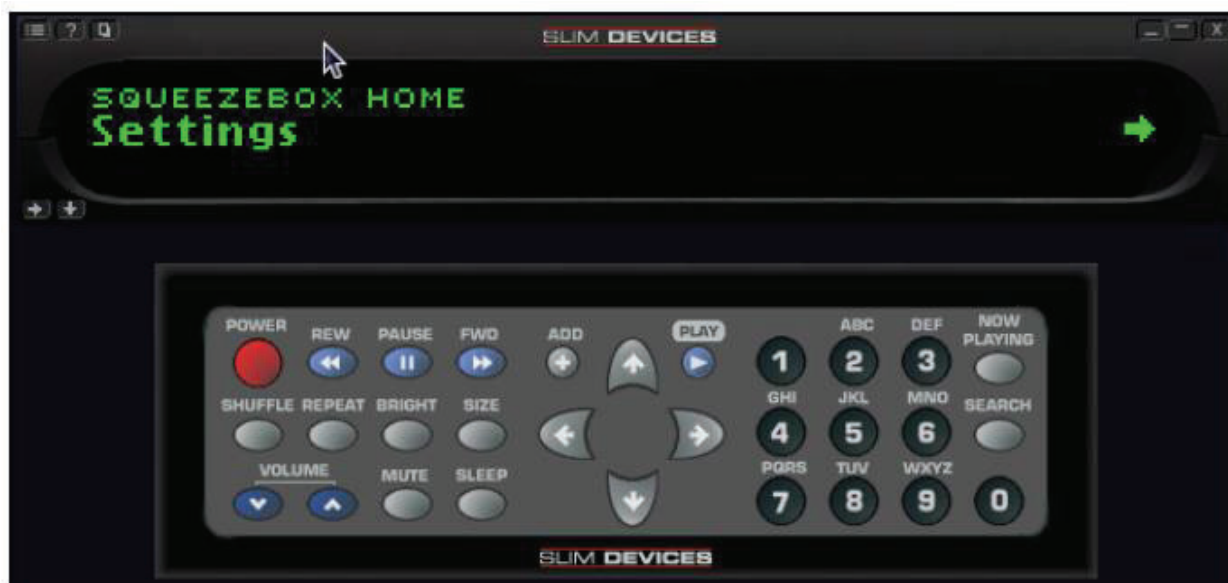 ? X
SLIM DEVICES
SQUEEZEBOX HOME
Settings
POWER REW PAUSE FWD ADD PLAY ABC DEF NOW PLAYING
1 2 3
SHUFFLE REPEAT BRIGHT SIZE GHI JKL MNO SEARCH
4 5 6
VOLUME MUTE SLEEP PQRS TUV WXYZ
7 8 9 0
SLIM DEVICES